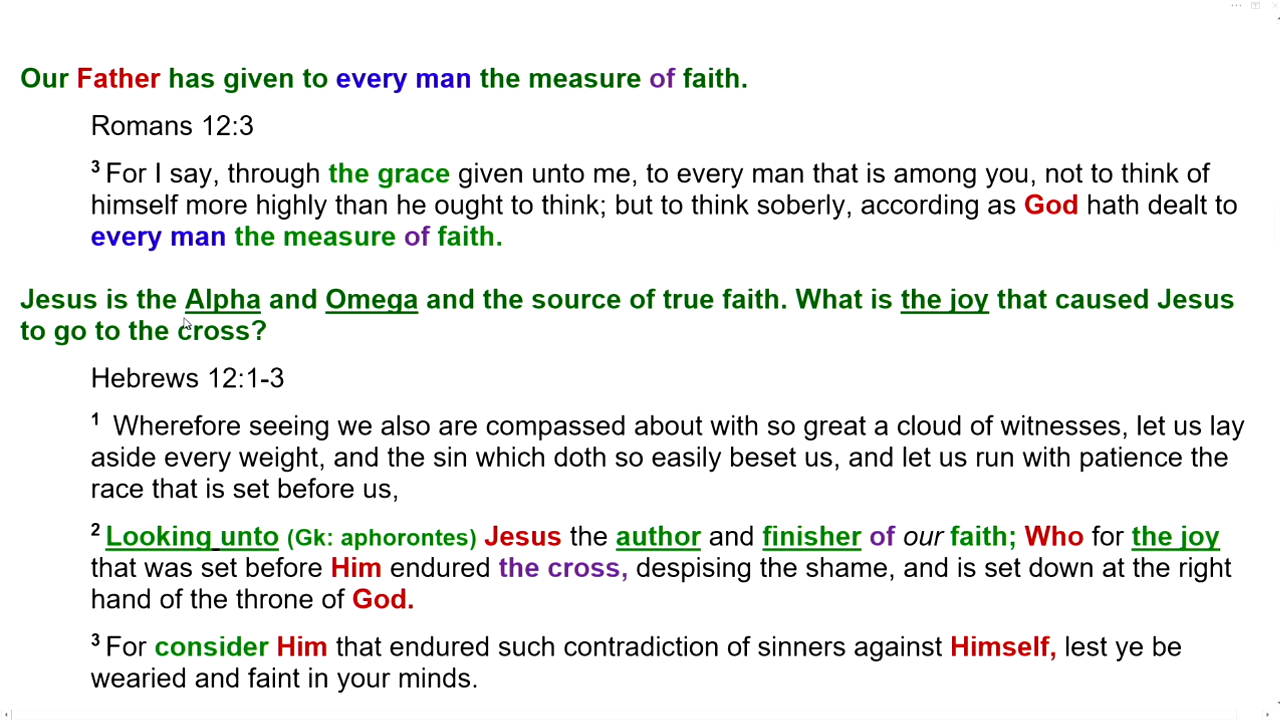 Our Father has given to every man the measure of faith.
Romans 12:3
3 For I say, through the grace given unto me, to every man that is among you, not to think of
himself more highly than he ought to think; but to think soberly, according as God hath dealt to
every man the measure of faith.
Jesus is the Alpha and Omega and the source of true faith. What is the joy that caused Jesus
to go to the cross?
Hebrews 12:1-3
1 Wherefore seeing we also are compassed about with so great a cloud of witnesses, let us lay
aside every weight, and the sin which doth so easily beset us, and let us run with patience the
race that is set before us,
2 Looking unto (Gk: aphorontes) Jesus the author and finisher of our faith; Who for the joy
that was set before Him endured the cross, despising the shame, and is set down at the right
hand of the throne of God.
3 For consider Him that endured such contradiction of sinners against Himself, lest ye be
wearied and faint in your minds.